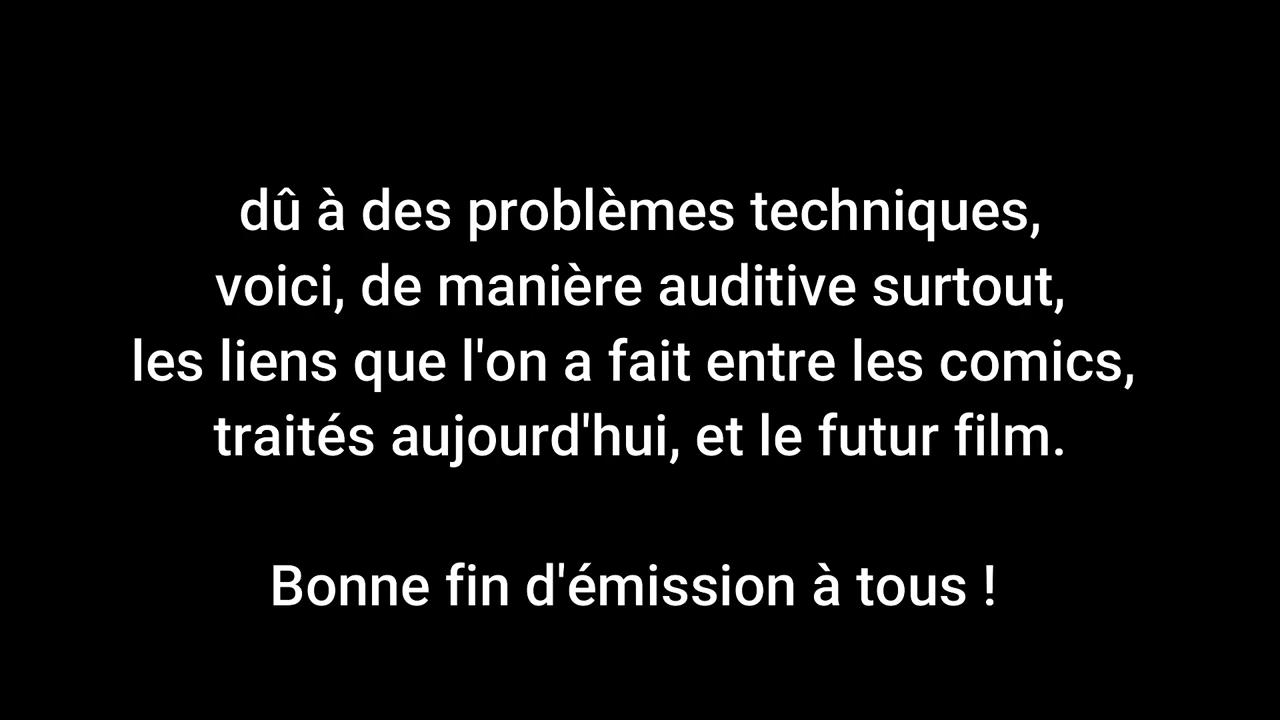 dû à des problèmes techniques,
voici, de manière auditive surtout,
les liens que l'on a fait entre les comics,
traités aujourd'hui, et le futur film.
Bonne fin d'émission à tous !